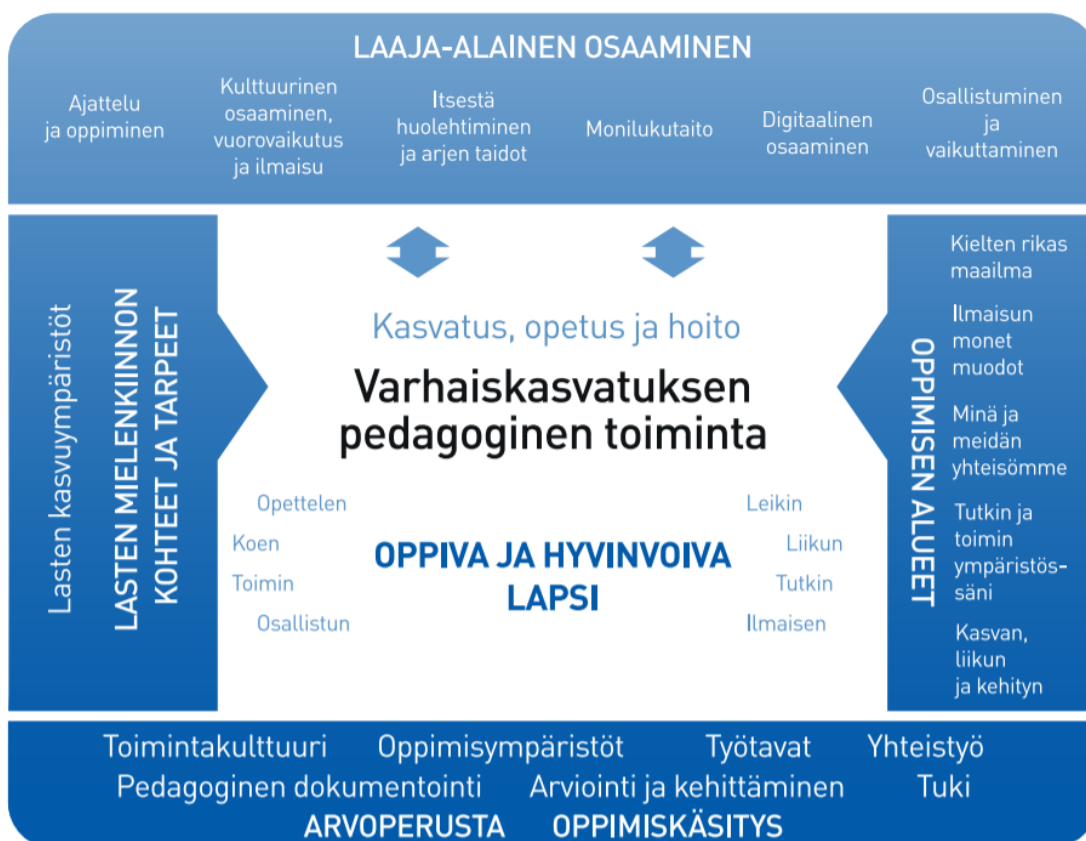 LAAJA-ALAINEN OSAAMINEN
Ajattelu
ja oppiminen
Kulttuurinen
osaaminen,
vuorovaikutus
ja ilmaisu
Itsestä
huolehtiminen
ja arjen taidot
Monilukutaito
Digitaalinen
osaaminen
Osallistuminen
ja
vaikuttaminen
Lasten kasvuympäristöt
LASTEN MIELENKIINNON
KOHTEET JA TARPEET
Kasvatus, opetus ja hoito
Varhaiskasvatuksen
pedagoginen toiminta
Opettelen
Koen
Toimin
Osallistun
OPPIVA JA HYVINVOIVA
LAPSI
Leikin
Liikun
Tutkin
Ilmaisen
OPPIMISEN ALUEET
Kielten rikas
maailma
Ilmaisun
monet
muodot
Minä ja
meidän
yhteisömme
Tutkin ja
toimin
ympäristös-
säni
Kasvan,
liikun
ja kehityn
Toimintakulttuuri Oppimisympäristöt Työtavat Yhteistyö
Pedagoginen dokumentointi Arviointi ja kehittäminen Tuki
ARVOPERUSTA OPPIMISKÄSITYS